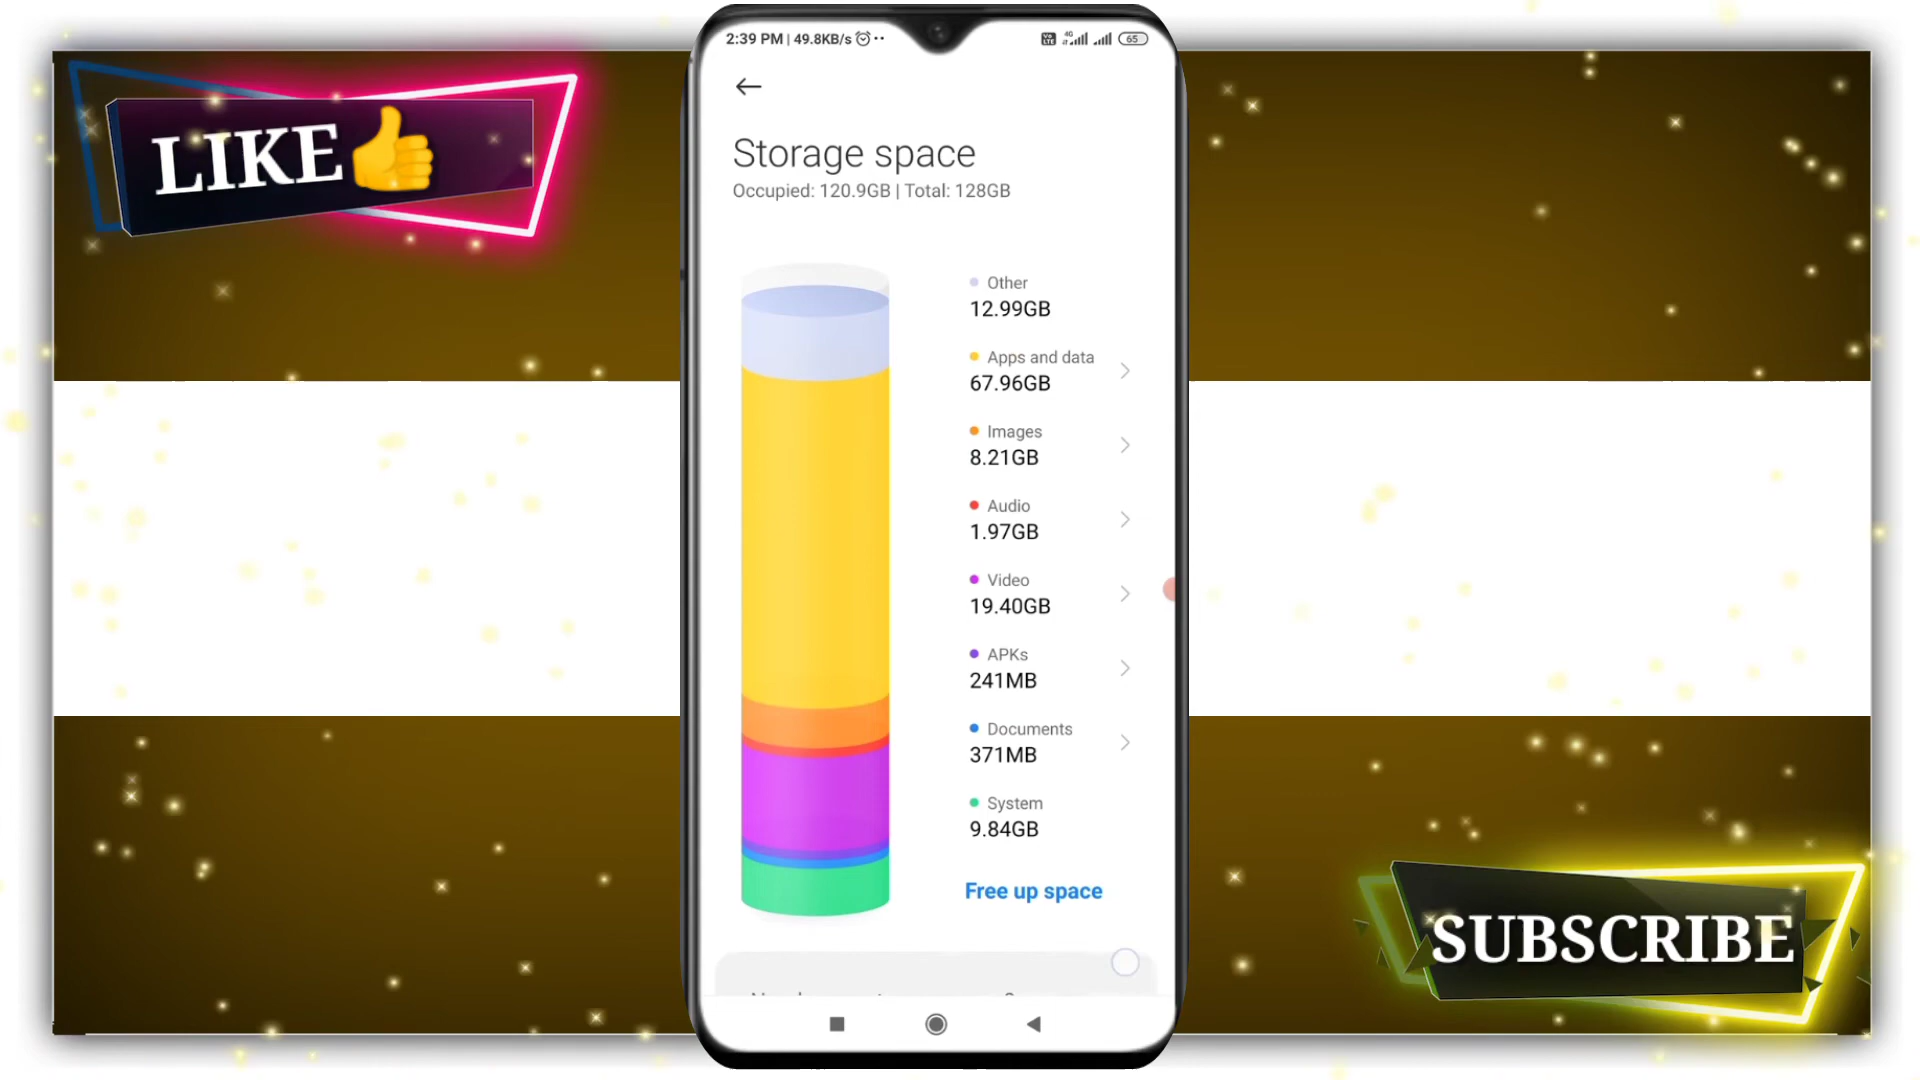 2:39 PM | 49.8KB/s
4G
65
LIKE
Storage space
Occupied: 120.9GB | Total: 128GB
Other
12.99GB
Apps and data
67.96GB
Images
8.21GB
Audio
1.97GB
Video
19.40GB
APKs
241MB
Documents
371MB
System
9.84GB
Free up space
SUBSCRIBE